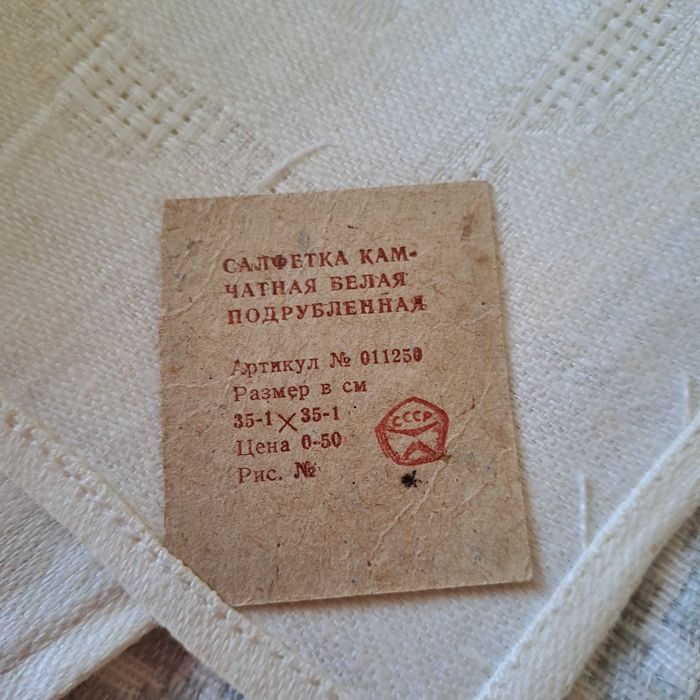 САЛФЕТКА КАМ-
ЧАТНАЯ БЕЛАЯ
ПОДРУБЛЕННАЯ
Артикул № 011250
Размер в см
35-1 X 35-1
Цена 0-50
Рис. №
СССР